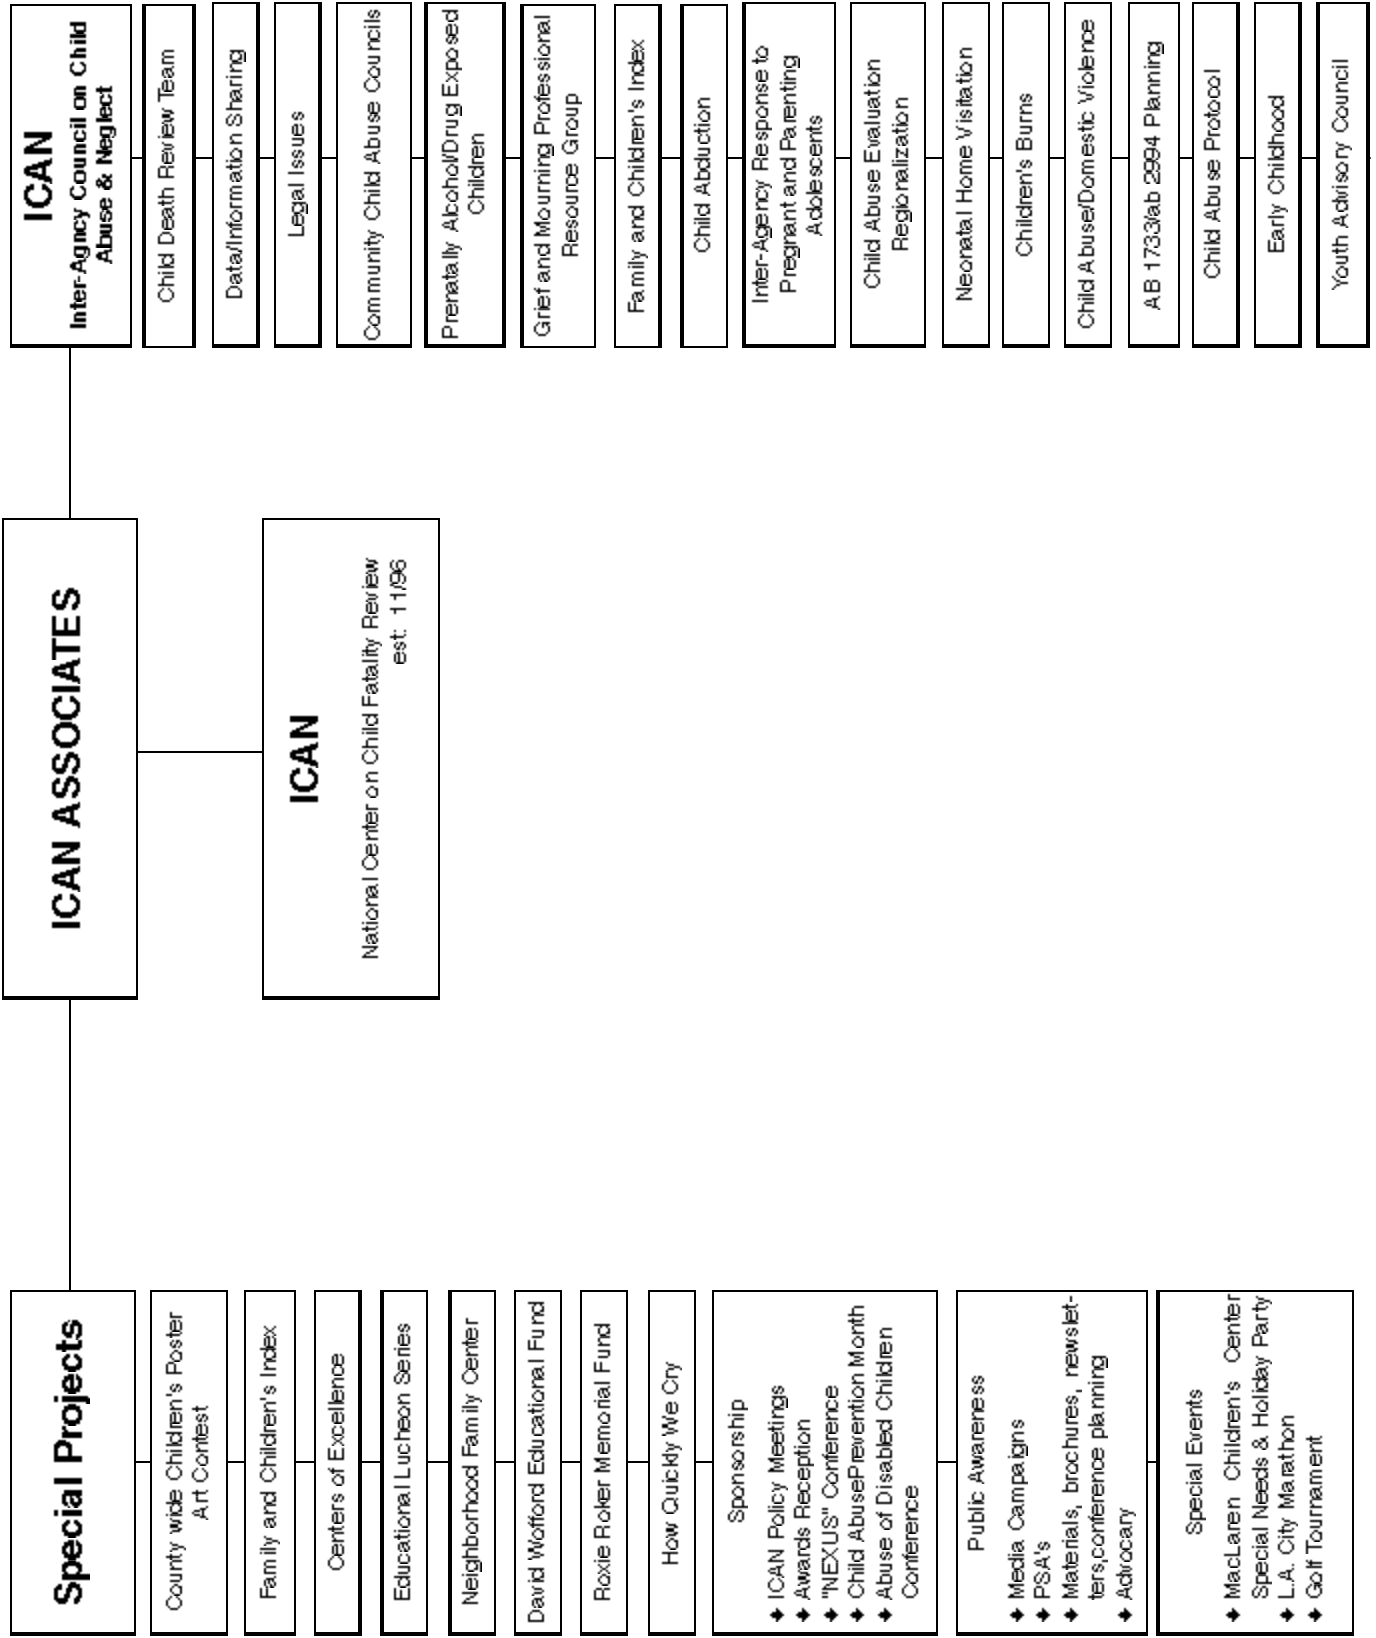 Special Projects
County wide Children's Poster
Art Contest
Family and Children's Index
Centers of Excellence
Educational Lucheon Series
Neighborhood Family Center
David Wofford Educational Fund
Roxie Roker Memorial Fund
How Quickly We Cry
Sponsorship
♦ ICAN Policy Meetings
♦ Awards Reception
♦ "NEXUS" Conference
♦ Child AbusePrevention Month
♦ Abuse of Disabled Children
Conference
Public Awareness
♦ Media Campaigns
♦ PSA's
♦ Materials, brochures, newslet-
ters,conference planning
♦ Advocary
Special Events
♦ MacLaren Children's Center
Special Needs & Holiday Party
♦ L.A. City Marathon
♦ Golf Tournament
ICAN ASSOCIATES
ICAN
National Center on Child Fatality Review
est: 11/96
ICAN
Inter-Agncy Council on Child
Abuse & Neglect
Child Death Review Team
Data/Information Sharing
Legal Issues
Community Child Abuse Councils
Prenatally Alcohol/Drug Exposed
Children
Grief and Mourning Professional
Resource Group
Family and Children's Index
Child Abduction
Inter-Agency Response to
Pregnant and Parenting
Adolescents
Child Abuse Evaluation
Regionalization
Neonatal Home Visitation
Children's Burns
Child Abuse/Domestic Violence
AB 1733/ab 2994 Planning
Child Abuse Protocol
Early Childhood
Youth Advisory Council